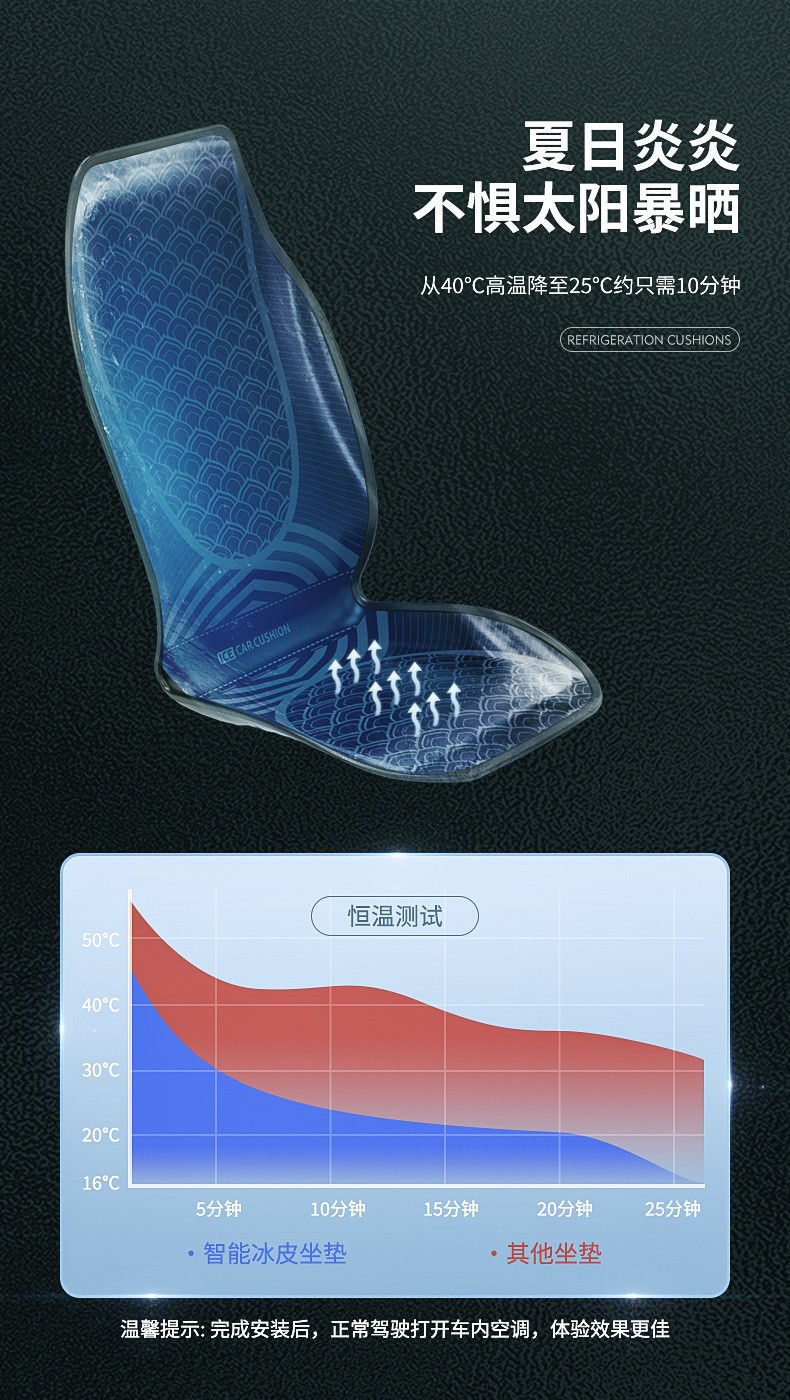 夏日炎炎
不惧太阳暴晒
从40℃高温降至25℃约只需10分钟
REFRIGERATION CUSHIONS
ICE CAR CUSHION
恒温测试
50℃
40℃
30℃
20℃
16℃
5分钟 10分钟 15分钟 20分钟 25分钟
·智能冰皮坐垫 ·其他坐垫
温馨提示: 完成安装后，正常驾驶打开车内空调，体验效果更佳